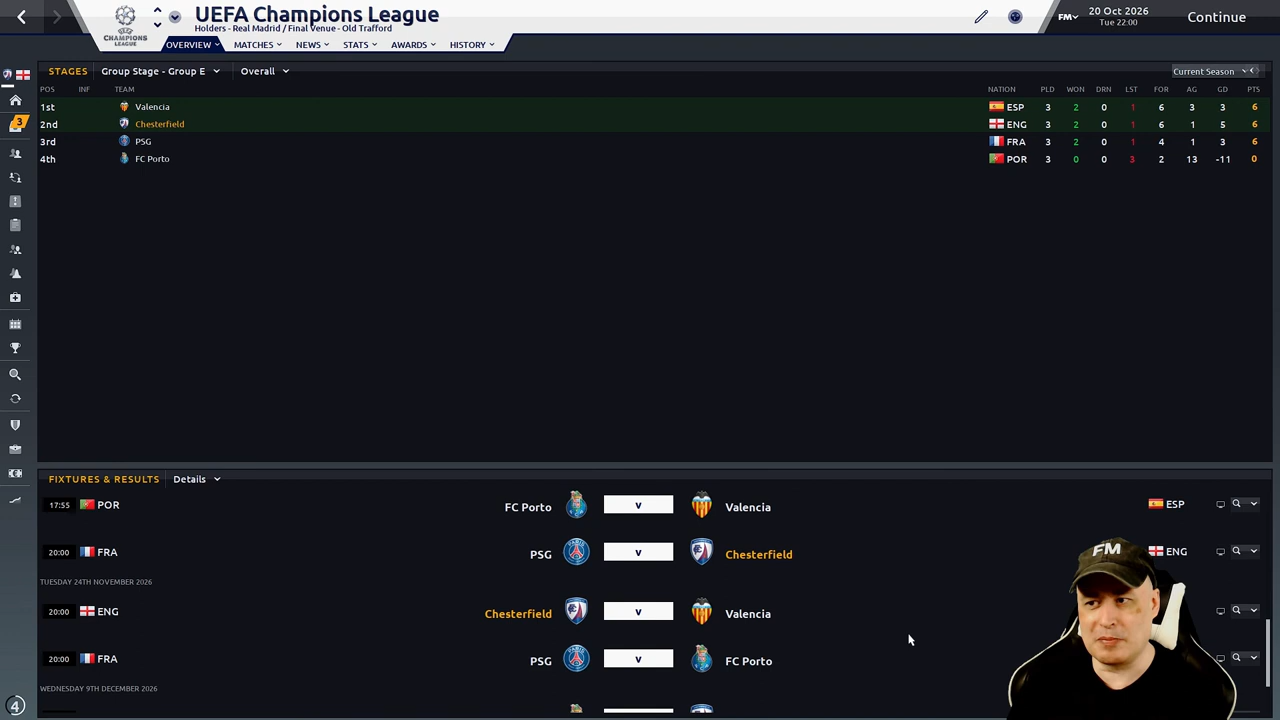 UEFA Champions League
Holders - Real Madrid / Final Venue - Old Trafford
CHAMPIONS LEAGUE
FM
20 Oct 2026
Tue 22:00
Continue
OVERVIEW MATCHES NEWS STATS AWARDS HISTORY
STAGES Group Stage - Group E Overall Current Season
POS INF TEAM NATION PLD WON DRN LST FOR AG GD PTS
1st Valencia ESP 3 2 0 1 6 3 3 6
2nd Chesterfield ENG 3 2 0 1 6 1 5 6
3rd PSG FRA 3 2 0 1 4 1 3 6
4th FC Porto POR 3 0 0 3 2 13 -11 0
3
FIXTURES & RESULTS Details
17:55 POR FC Porto v Valencia ESP
20:00 FRA PSG v Chesterfield ENG
TUESDAY 24TH NOVEMBER 2026
20:00 ENG Chesterfield v Valencia
20:00 FRA PSG v FC Porto
WEDNESDAY 9TH DECEMBER 2026
FM
4